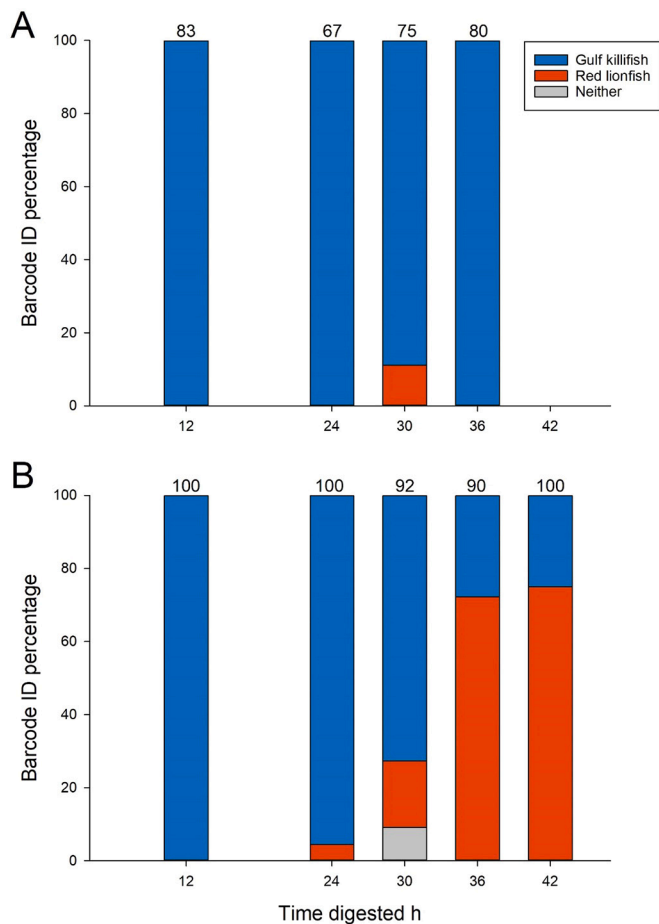 A
83 67 75 80
Gulf killifish
Red lionfish
Neither
100
80
60
40
20
0
Barcode ID percentage
12 24 30 36 42
B
100 100 92 90 100
100
80
60
40
20
0
Barcode ID percentage
12 24 30 36 42
Time digested h